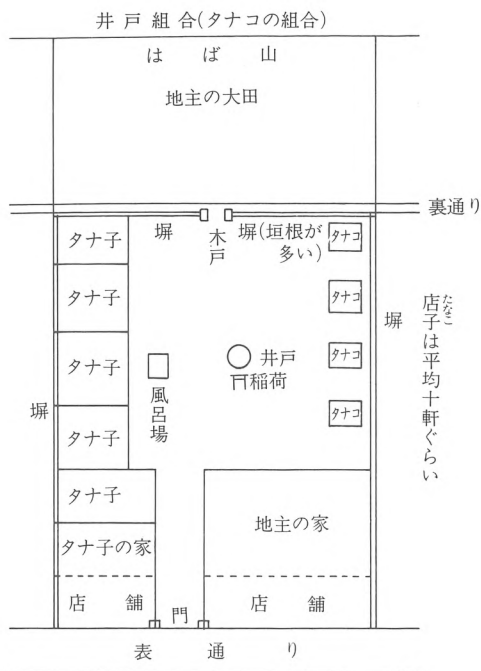 井戸組合(タナコの組合)
はば山
地主の大田
裏通り
塀
木戸
塀(垣根が
多い)
タナ子
タナコ
タナ子
タナコ
塀
店子は平均十軒ぐらい
たなこ
タナ子
井戸
稲荷
タナコ
風呂場
塀
タナ子
タナコ
タナ子
地主の家
タナ子の家
店舗
門
店舗
表通り